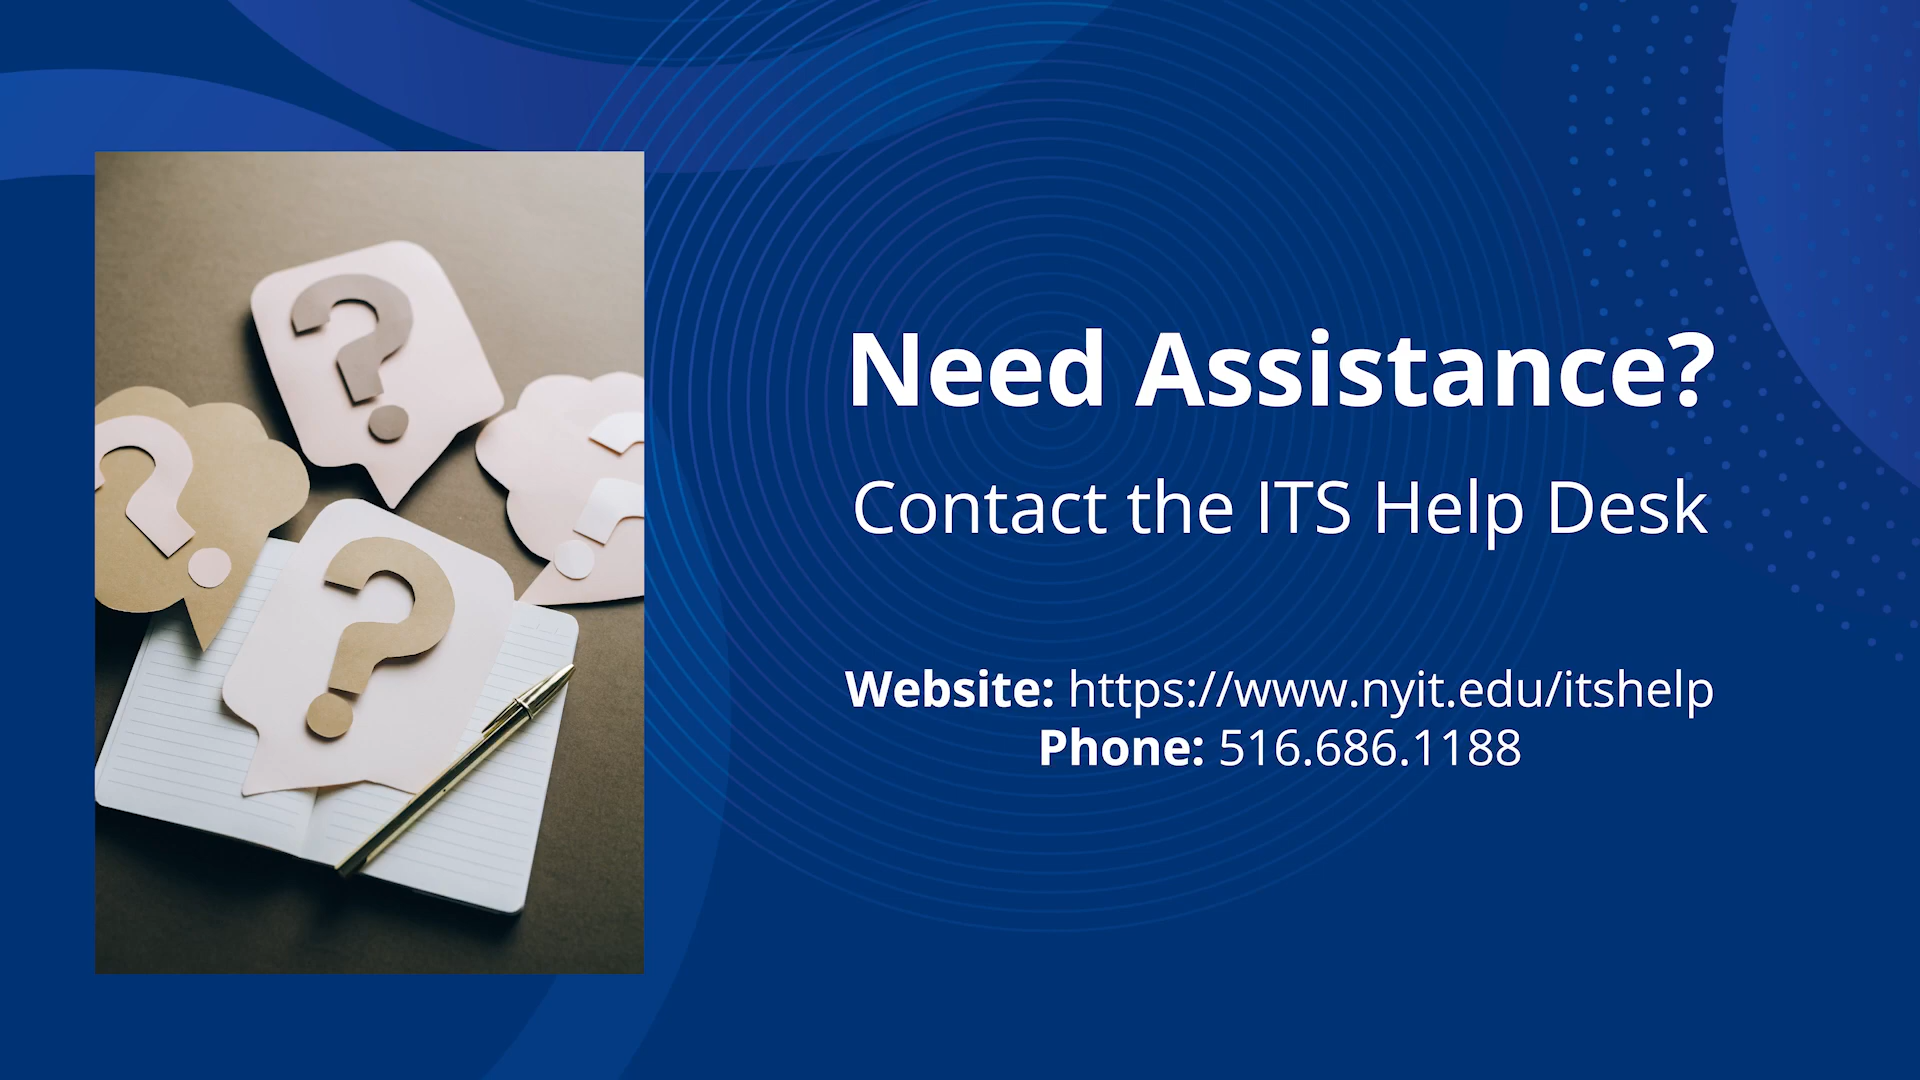 Need Assistance?
Contact the ITS Help Desk
Website: https://www.nyit.edu/itshelp
Phone: 516.686.1188